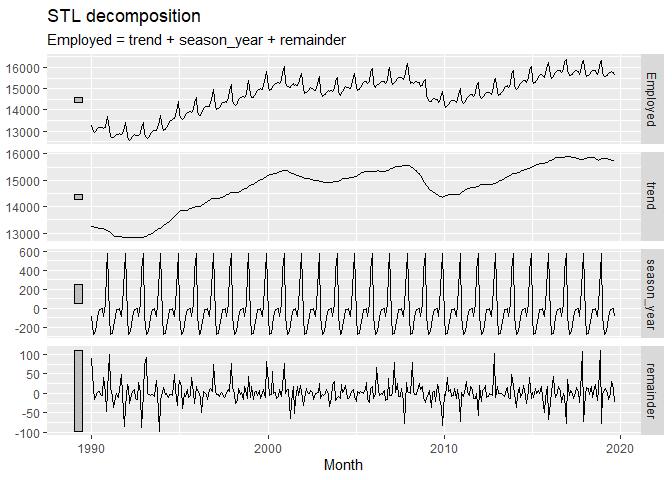 STL decomposition
Employed = trend + season_year + remainder
16000
15000
14000
13000
Employed
16000
15000
14000
13000
trend
600
400
200
0
-200
season_year
100
50
0
-50
-100
remainder
1990 2000 2010 2020
Month